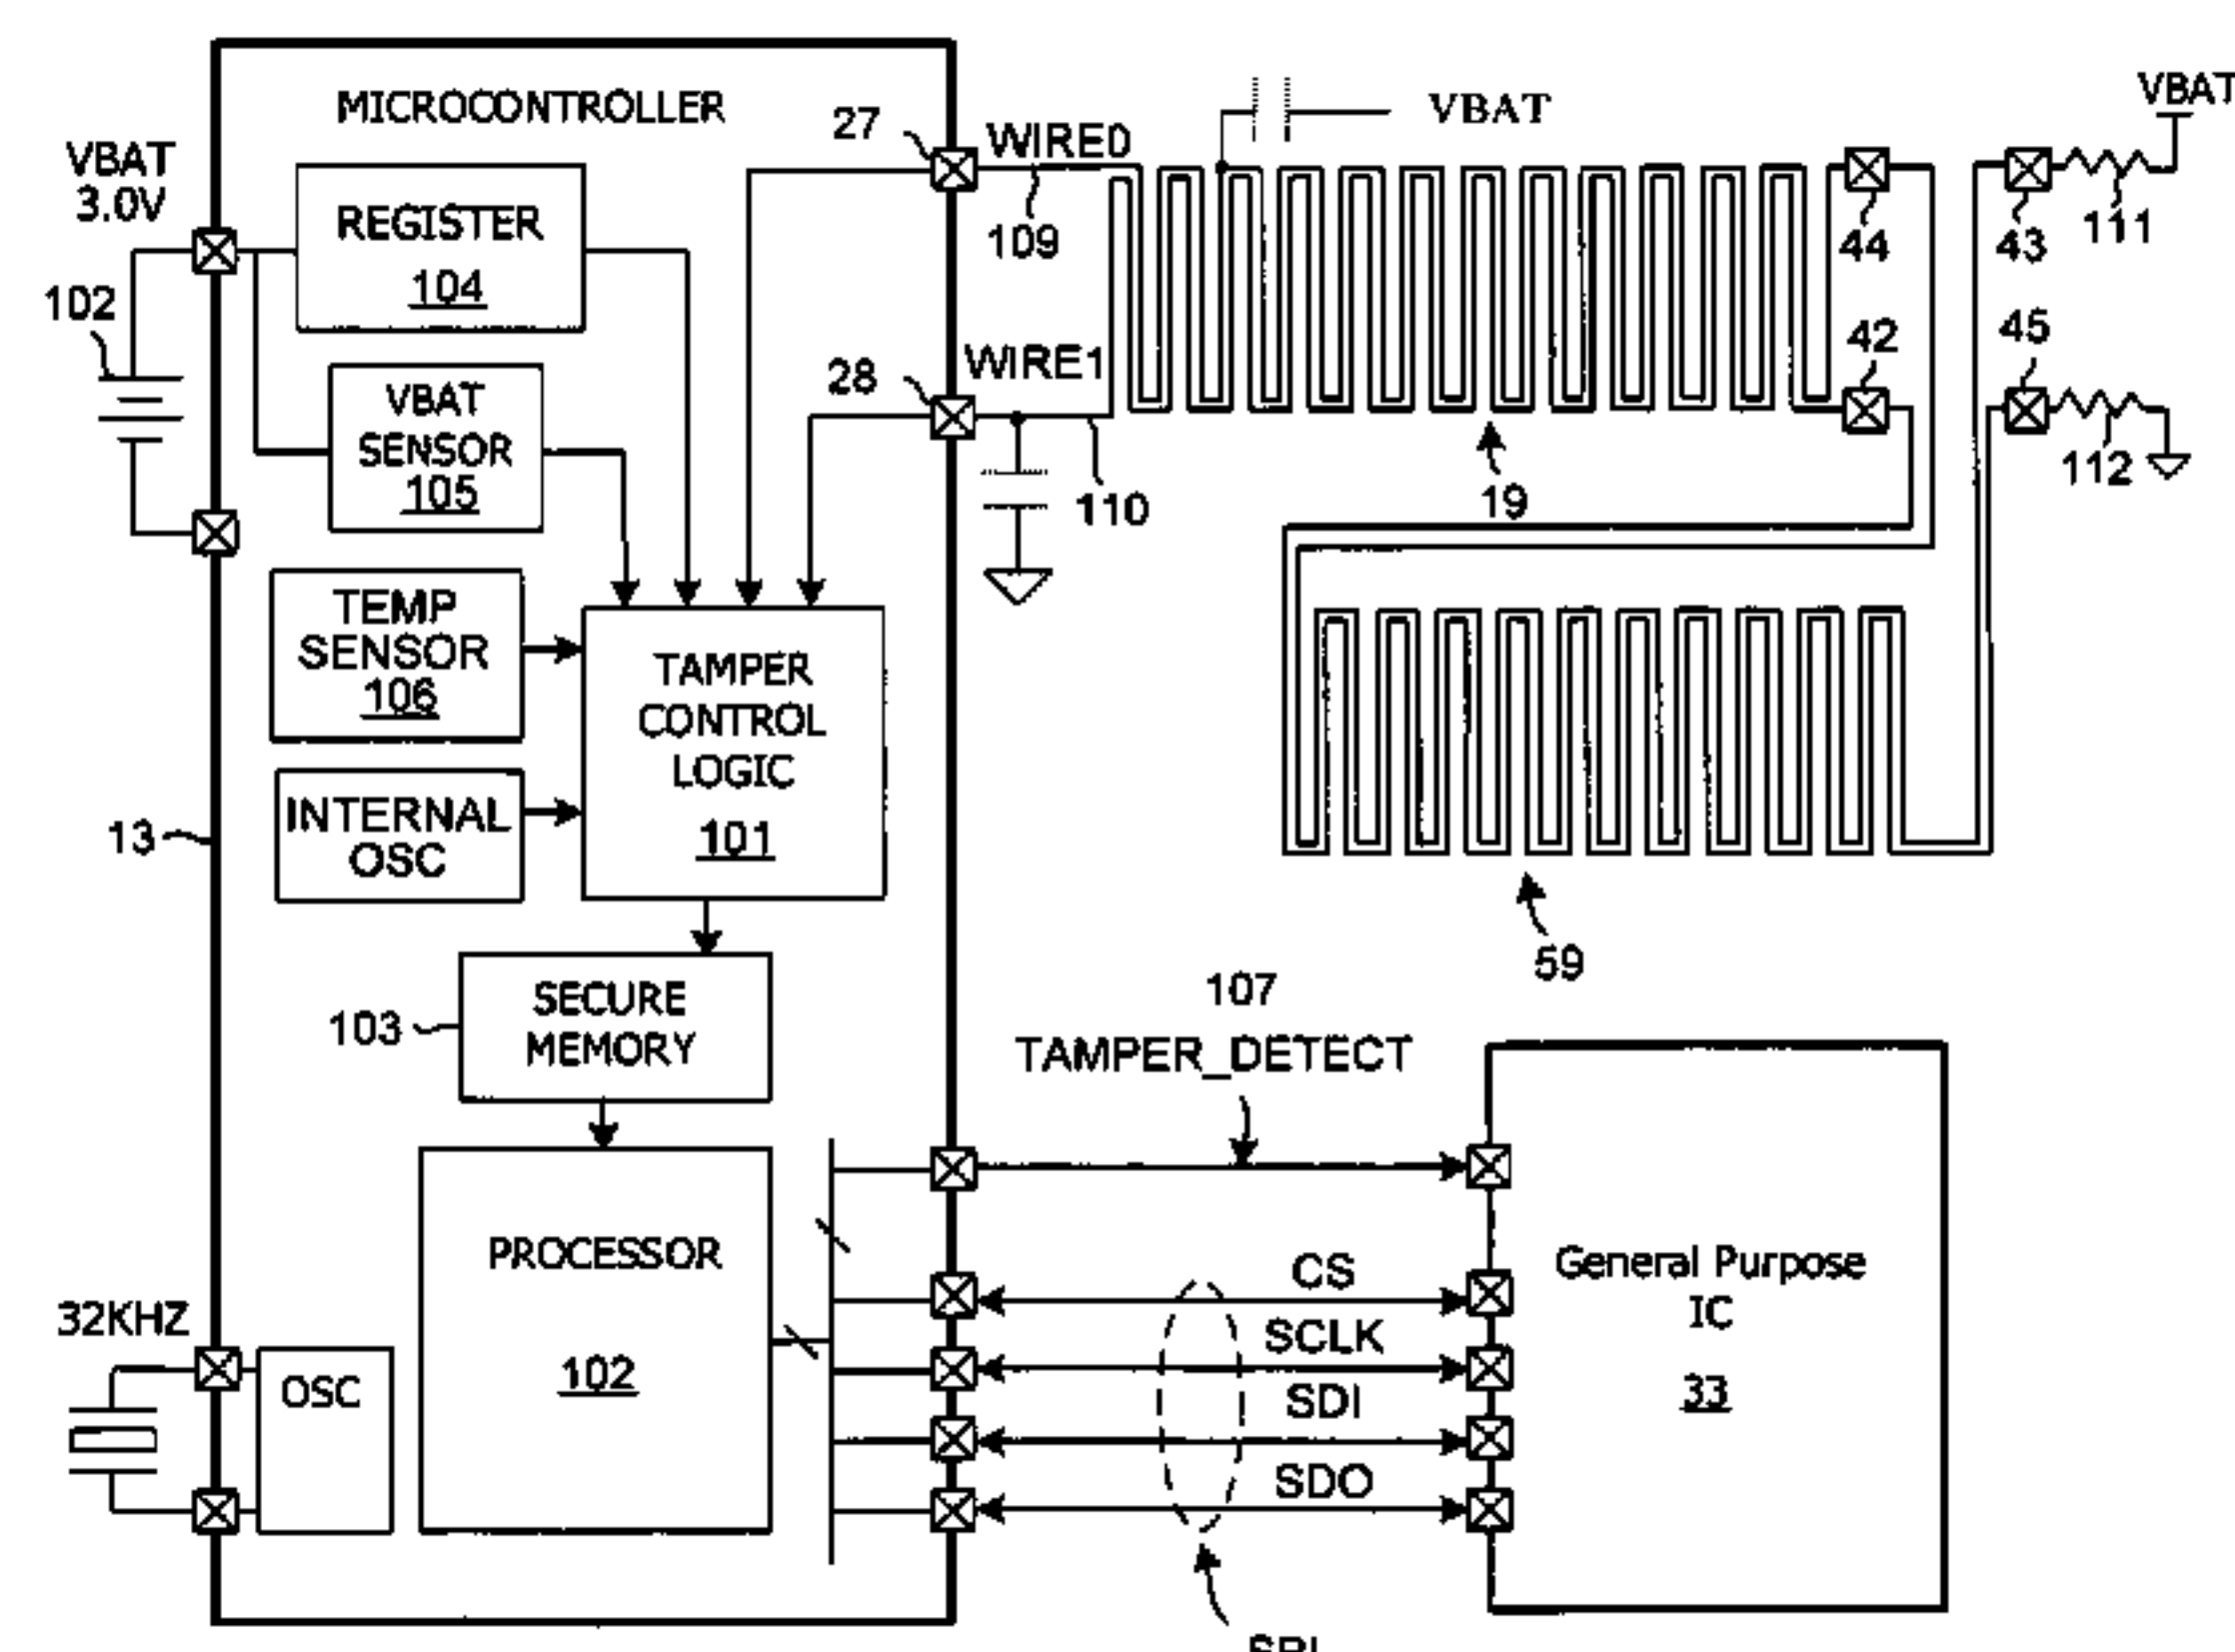 MICROCONTROLLER
VBAT
3.0V
102
REGISTER
104
VBAT
SENSOR
105
TEMP
SENSOR
106
INTERNAL
OSC
13
TAMPER
CONTROL
LOGIC
101
103
SECURE
MEMORY
PROCESSOR
102
32KHZ
OSC
27
WIRE0
109
VBAT
VBAT
44
43
111
28
WIRE1
110
19
42
45
112
59
107
TAMPER_DETECT
CS
SCLK
SDI
SDO
General Purpose
IC
33